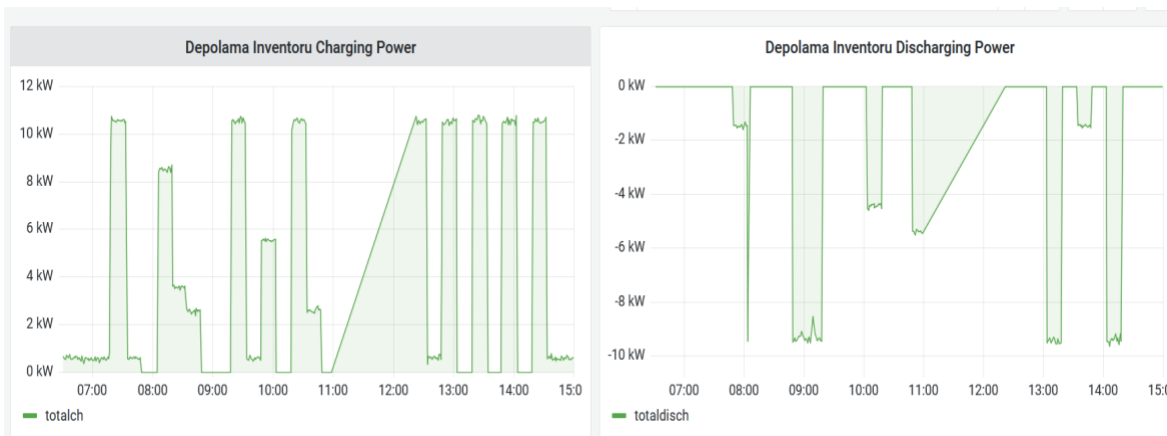 Depolama Inventoru Charging Power
12 kW
10 kW
8 kW
6 kW
4 kW
2 kW
0 kW
07:00 08:00 09:00 10:00 11:00 12:00 13:00 14:00 15:0
totalch
Depolama Inventoru Discharging Power
0 kW
-2 kW
-4 kW
-6 kW
-8 kW
-10 kW
07:00 08:00 09:00 10:00 11:00 12:00 13:00 14:00 15:0
totaldisch